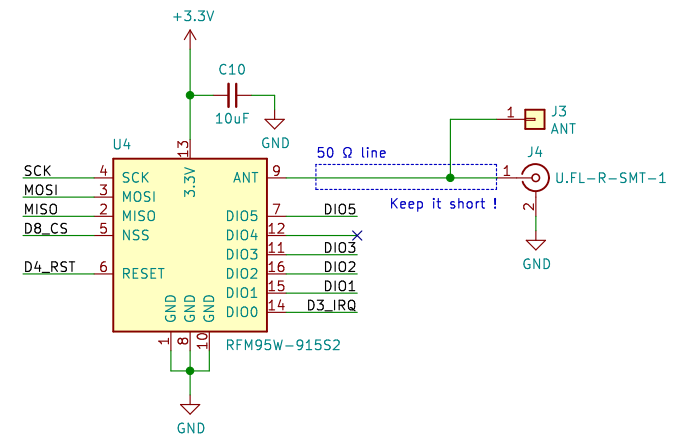 +3.3V
C10
10uF
GND
J3
1
ANT
U4
13
50 Ω line
J4
SCK 4 SCK
3.3V
ANT 9
1
U.FL-R-SMT-1
MOSI 3 MOSI
Keep it short !
2
MISO 2 MISO
DIO5 7 DIO5
D8_CS 5 NSS
DIO4 12
DIO3 11 DIO3
GND
D4_RST 6 RESET
DIO2 16 DIO2
DIO1 15 DIO1
GND GND GND
DIO0 14 D3_IRQ
1 8 10
RFM95W-915S2
GND